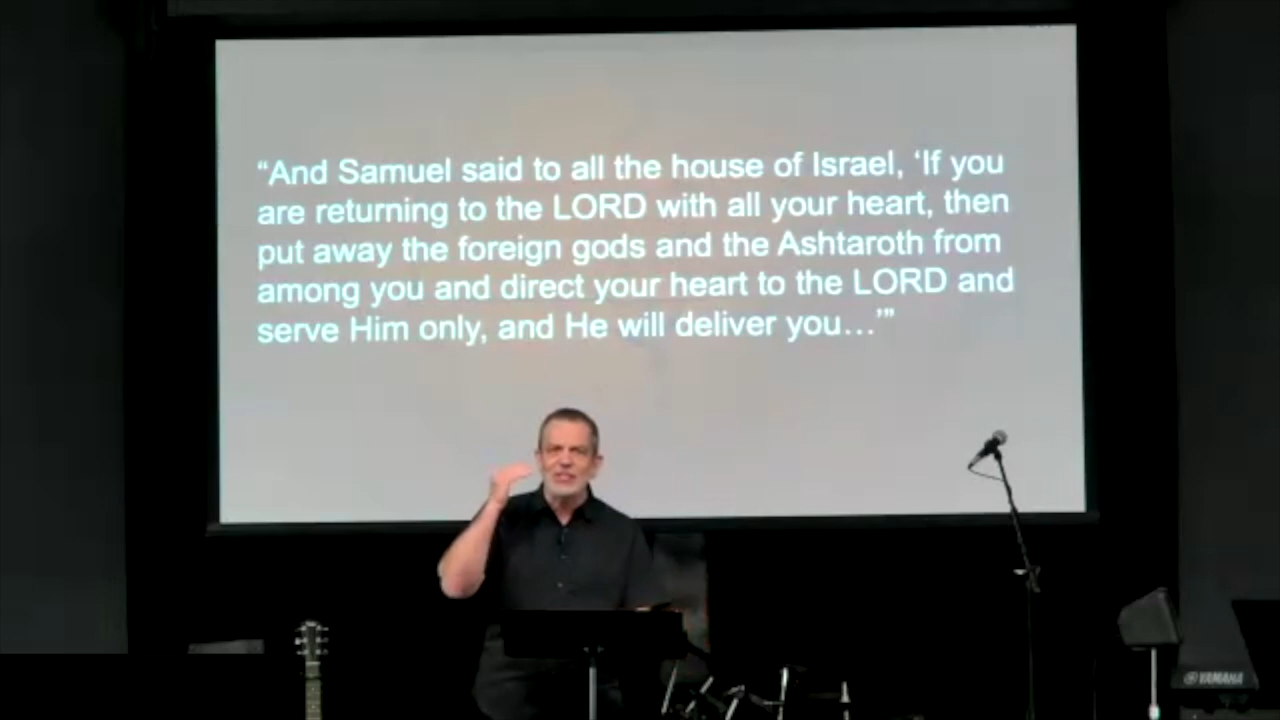 “And Samuel said to all the house of Israel, ‘If you
are returning to the LORD with all your heart, then
put away the foreign gods and the Ashtaroth from
among you and direct your heart to the LORD and
serve Him only, and He will deliver you…’”
YAMAHA